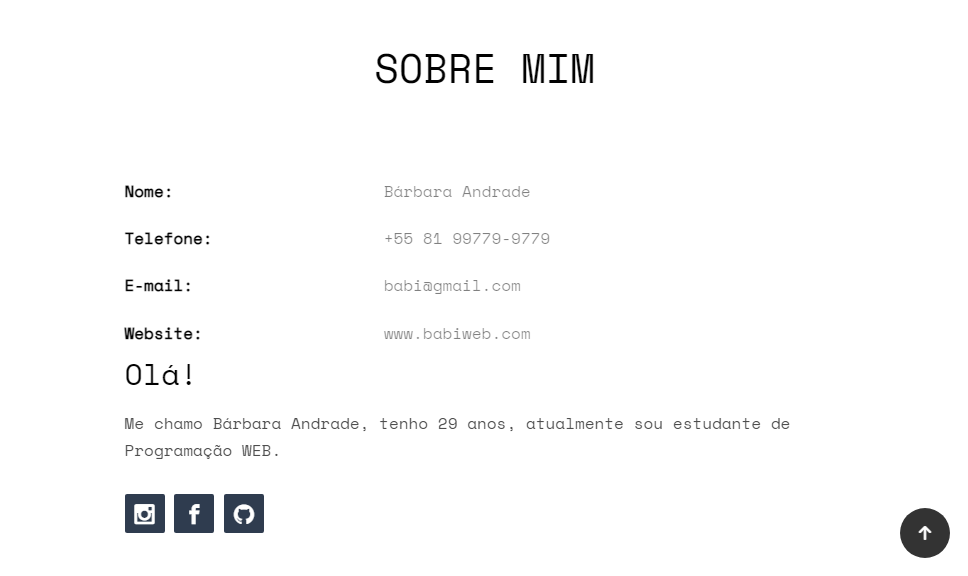 SOBRE MIM
Nome: Bárbara Andrade
Telefone: +55 81 99779-9779
E-mail: babi@gmail.com
Website: www.babiweb.com
Olá!
Me chamo Bárbara Andrade, tenho 29 anos, atualmente sou estudante de
Programação WEB.